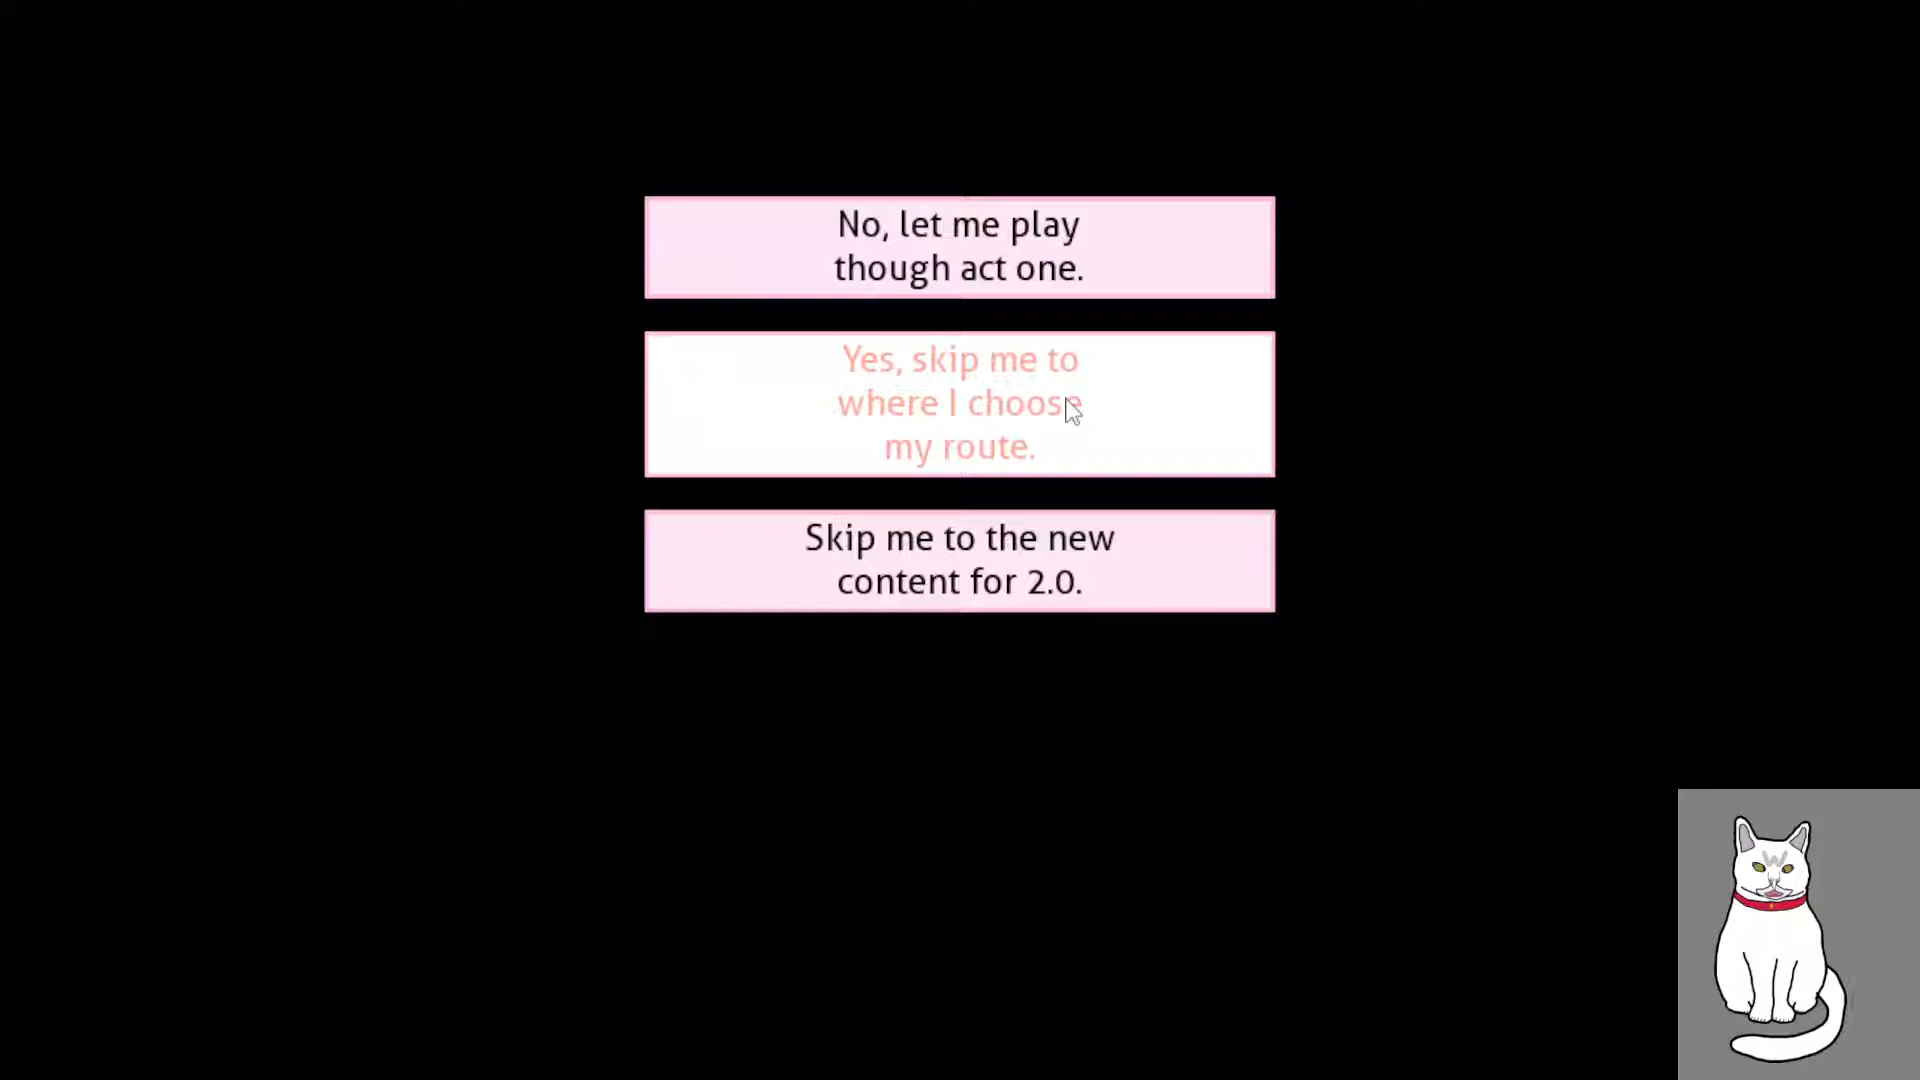 No, let me play
though act one.
Yes, skip me to
where I choose
my route.
Skip me to the new
content for 2.0.